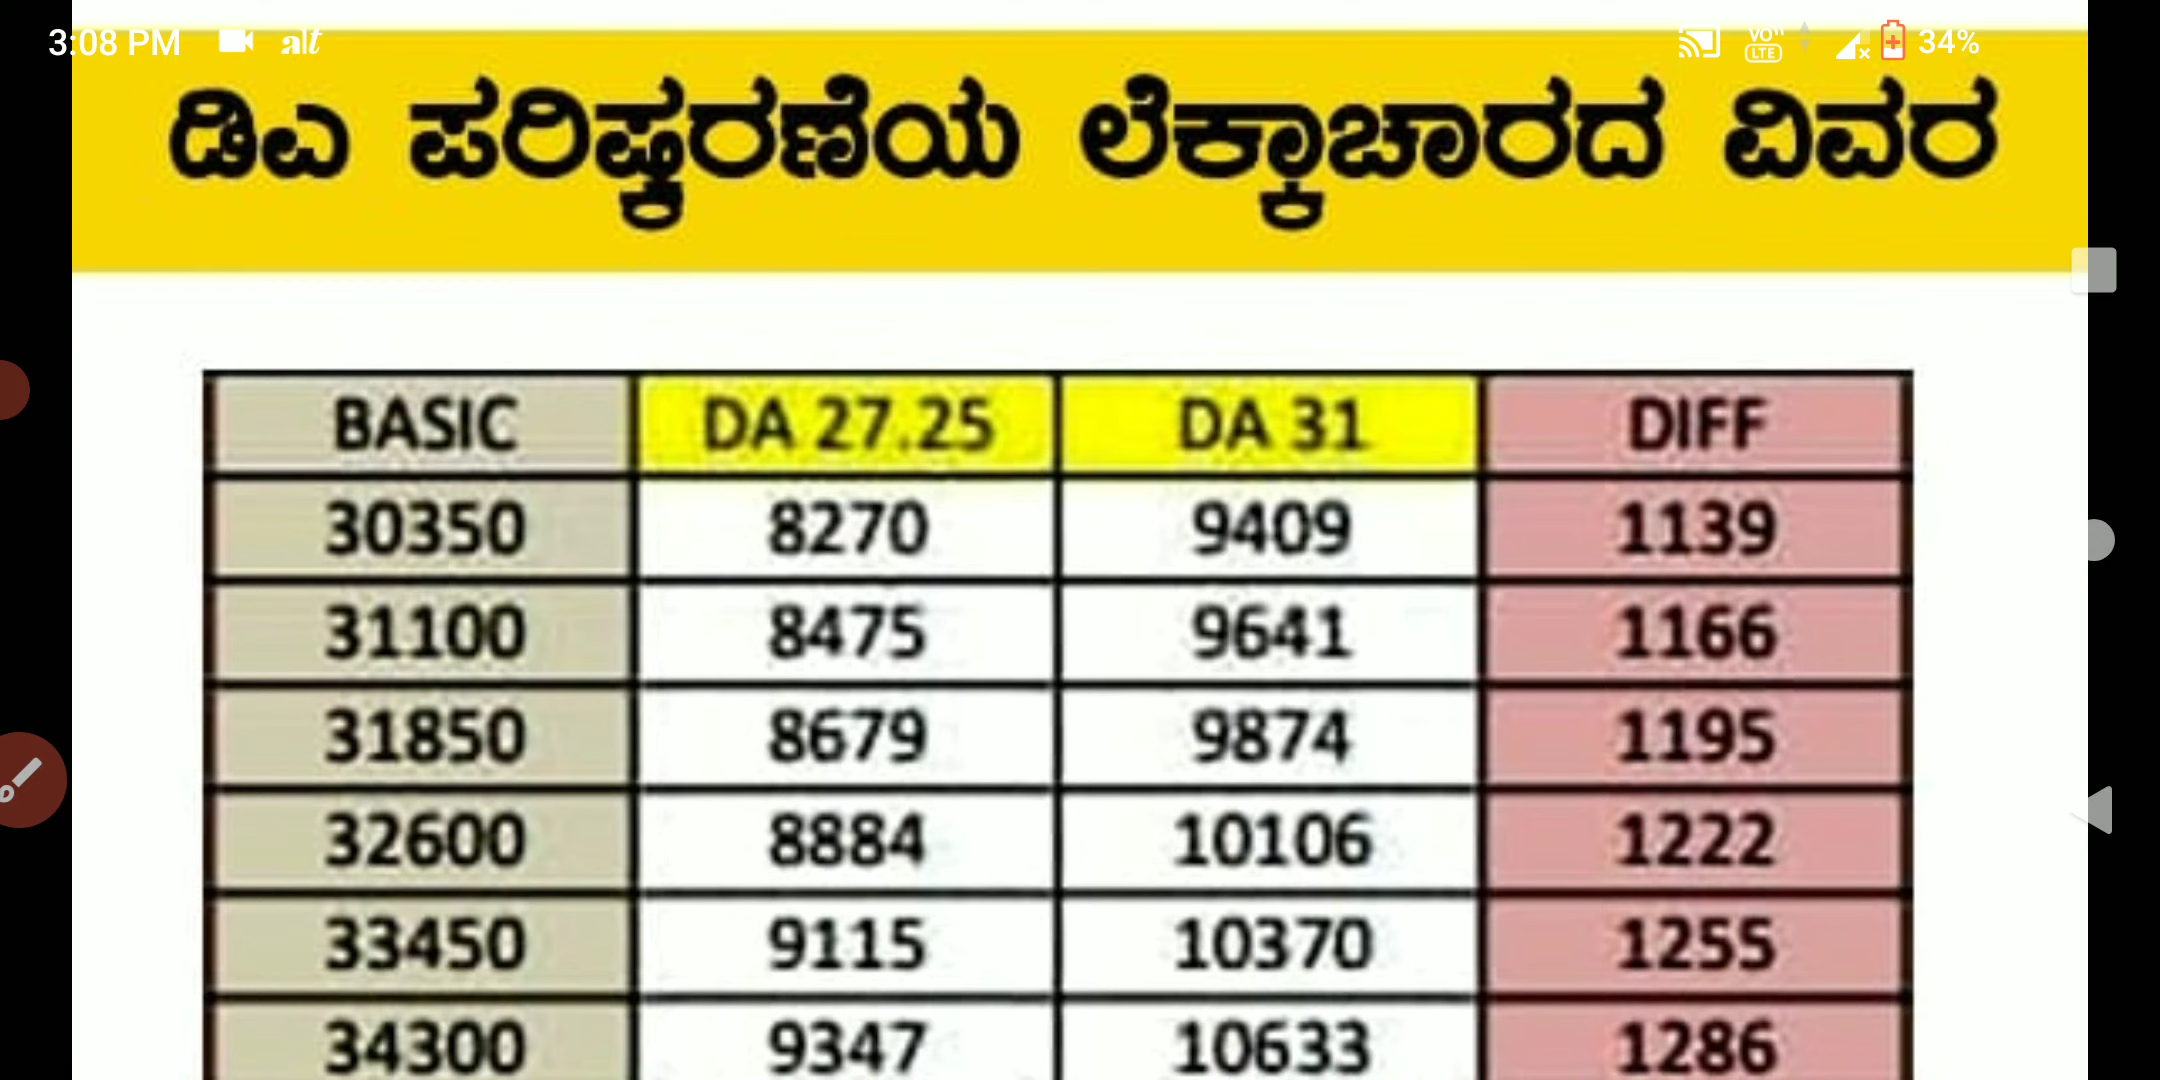 3:08 PM alt VO LTE 34%
ಡಿಎ ಪರಿಷ್ಕರಣೆಯ ಲೆಕ್ಕಾಚಾರದ ವಿವರ
BASIC DA 27.25 DA 31 DIFF
30350 8270 9409 1139
31100 8475 9641 1166
31850 8679 9874 1195
32600 8884 10106 1222
33450 9115 10370 1255
34300 9347 10633 1286